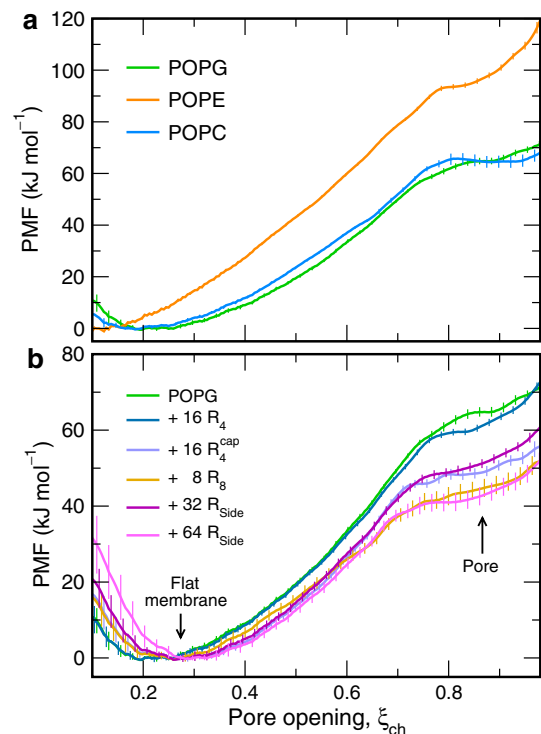 a
120
100
80
60
40
20
0
PMF (kJ mol⁻¹)
POPG
POPE
POPC
b
80
60
40
20
0
PMF (kJ mol⁻¹)
POPG
+ 16 R₄
+ 16 R₄ᶜᵃᵖ
+ 8 R₈
+ 32 R_Side
+ 64 R_Side
Flat
membrane
Pore
0.2 0.4 0.6 0.8
Pore opening, ξ_ch